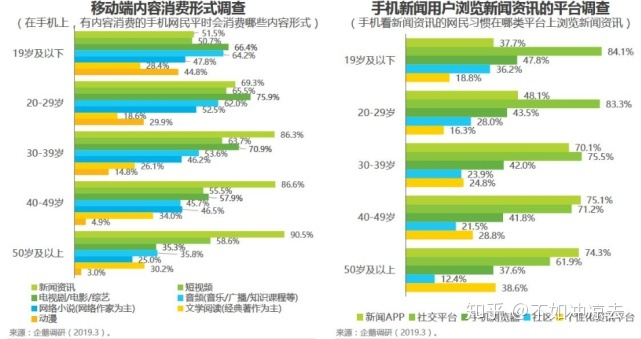 移动端内容消费形式调查
(在手机上，有内容消费的手机网民平时会消费哪些内容形式)
19岁及以下
51.5%
50.7%
66.4%
64.2%
47.8%
28.4%
44.8%
20-29岁
69.3%
65.5%
75.9%
62.0%
52.5%
18.6%
29.9%
30-39岁
86.3%
63.7%
70.9%
53.6%
46.2%
26.1%
14.8%
40-49岁
86.6%
55.5%
57.9%
45.7%
46.5%
34.0%
4.9%
50岁及以上
90.5%
58.6%
35.3%
35.8%
25.0%
30.2%
3.0%
新闻资讯 短视频
电视剧/电影/综艺 音频(音乐/广播/知识课程等)
网络小说(网络作家为主) 文学阅读(经典著作为主)
动漫
来源：企鹅调研（2019.3）。
手机新闻用户浏览新闻资讯的平台调查
(手机看新闻资讯的网民习惯在哪类平台上浏览新闻资讯)
19岁及以下
37.7%
84.1%
47.8%
36.2%
18.8%
20-29岁
48.1%
83.3%
43.5%
28.0%
16.3%
30-39岁
70.1%
75.5%
42.0%
23.9%
24.8%
40-49岁
75.1%
71.2%
41.8%
21.5%
28.8%
50岁及以上
74.3%
61.9%
37.6%
12.4%
38.6%
新闻APP 社交平台 手机浏览器 社区 个性化资讯平台
来源：企鹅调研（2019.3）。